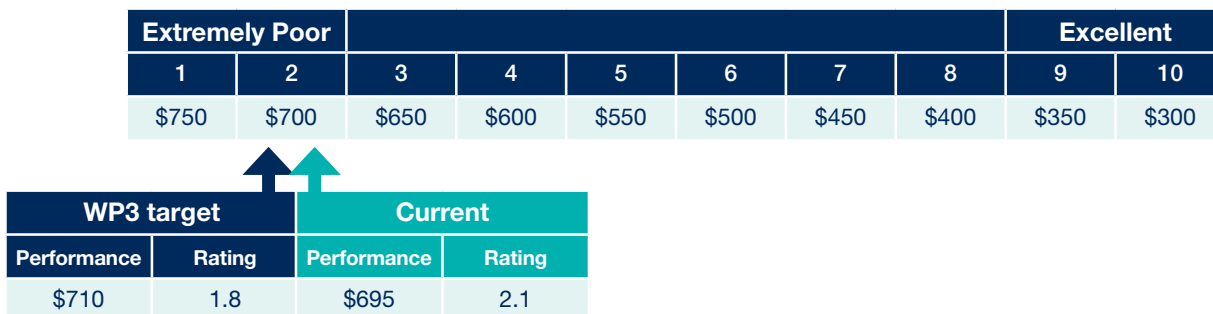 Extremely Poor Excellent
1 2 3 4 5 6 7 8 9 10
$750 $700 $650 $600 $550 $500 $450 $400 $350 $300
WP3 target Current
Performance Rating Performance Rating
$710 1.8 $695 2.1